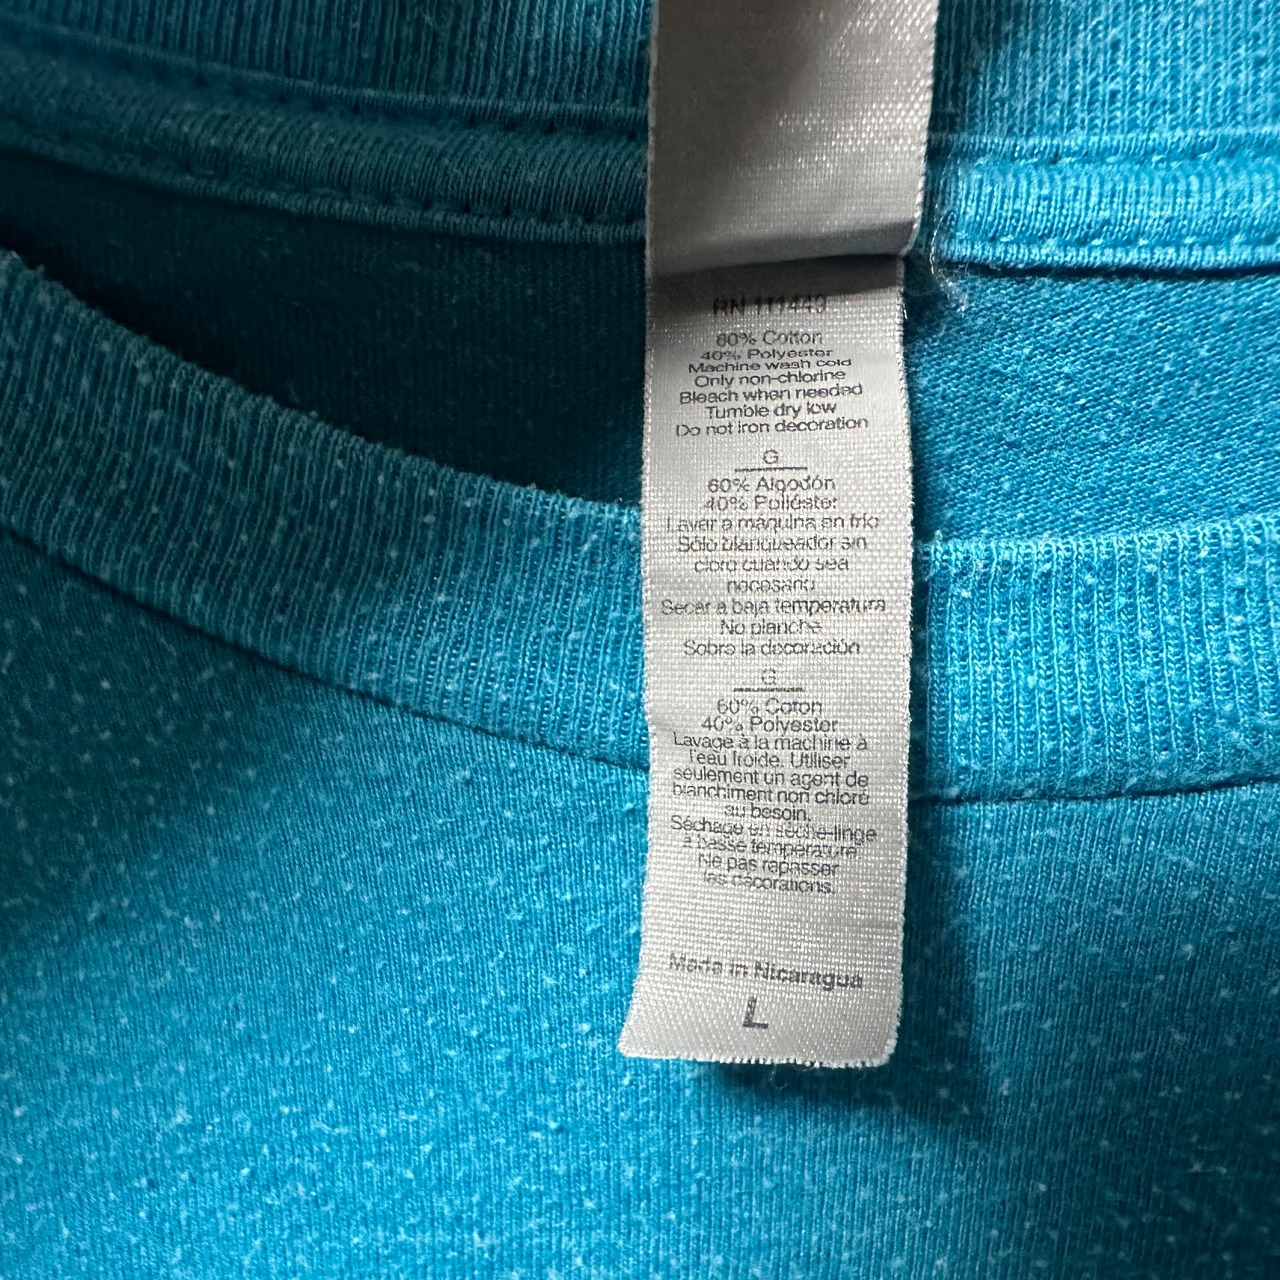 RN 111449
60% Cotton
40% Polyester
Machine wash cold
Only non-chlorine
Bleach when needed
Tumble dry low
Do not iron decoration
G
60% Algodón
40% Poliéster
Lavar a maquina en frío
Sólo blanqueador sin
cloro cuando sea
necesario
Secar a baja temperatura
No planche
Sobre la decoración
G
60% Coton
40% Polyester
Lavage à la machine à
l'eau froide. Utiliser
seulement un agent de
blanchiment non chloré
au besoin.
Séchage en sèche-linge
à basse température
Ne pas repasser
les décorations.
Made in Nicaragua
L